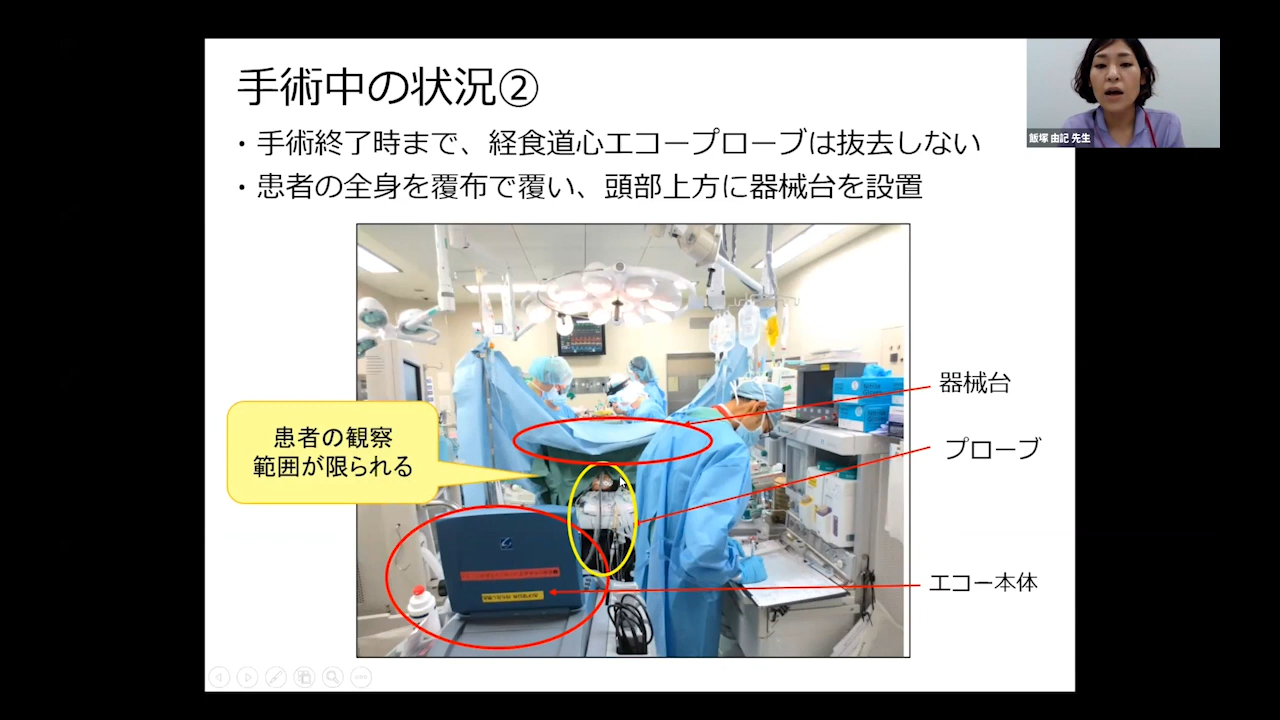 手術中の状況②
・手術終了時まで、経食道心エコープローブは抜去しない
・患者の全身を覆布で覆い、頭部上方に器械台を設置
飯塚 由記 先生
器械台
患者の観察
範囲が限られる
プローブ
エコー本体